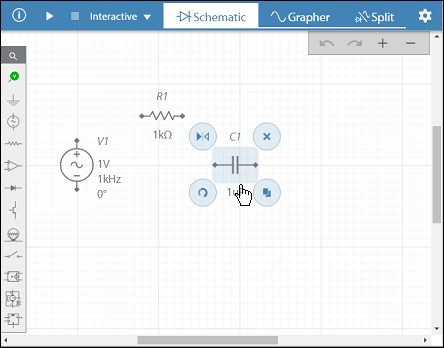 Interactive Schematic Grapher Split
R1
1kΩ
C1
V1
1V
1kHz
0°